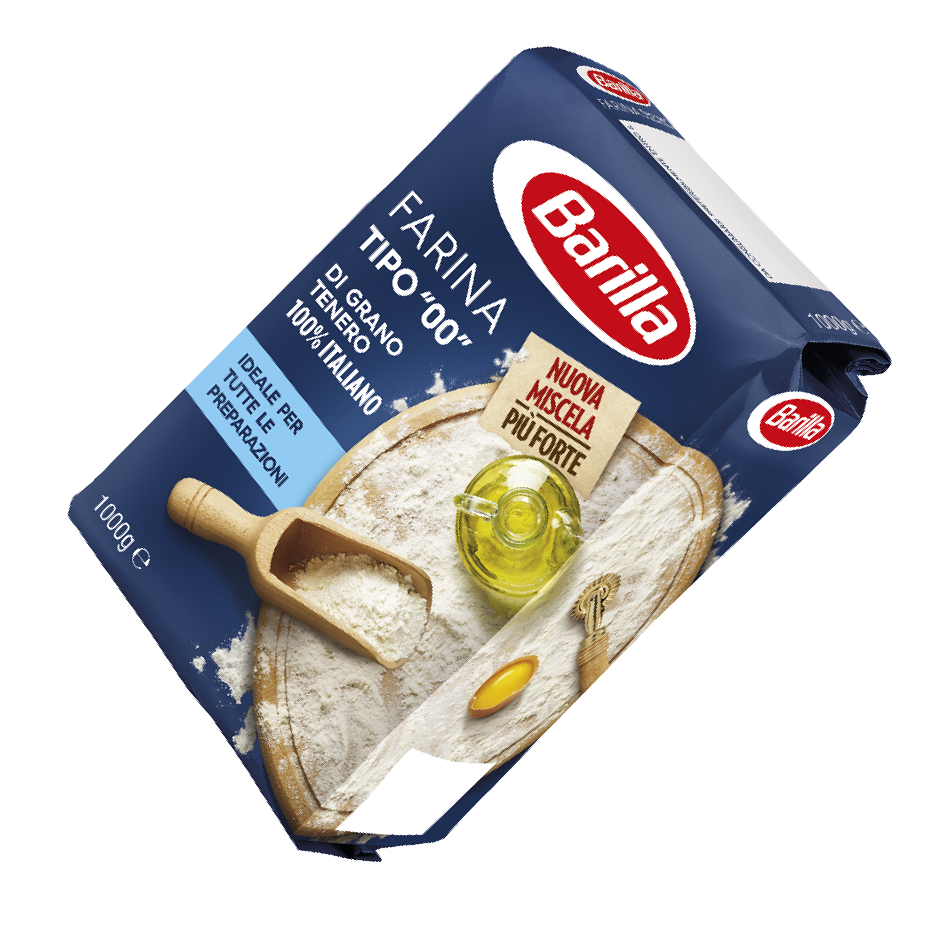 Barilla
FARINA
1000g e
Barilla
FARINA
TIPO “00”
DI GRANO
TENERO
100% ITALIANO
NUOVA
MISCELA
PIÙ FORTE
IDEALE PER
TUTTE LE
PREPARAZIONI
1000g ℮
Barilla